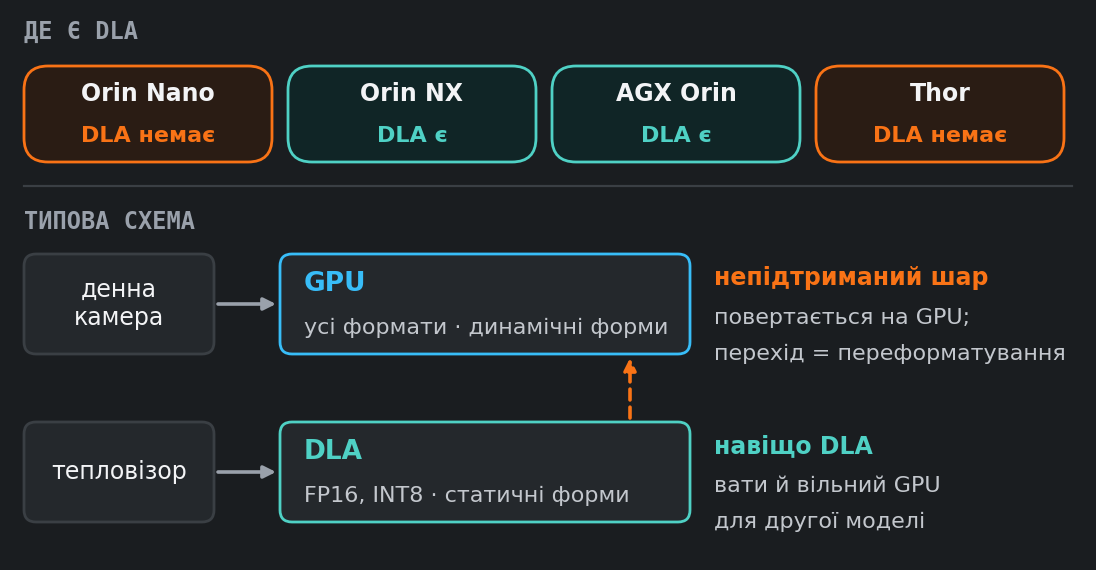 ДЕ Є DLA
Orin Nano
DLA немає
Orin NX
DLA є
AGX Orin
DLA є
Thor
DLA немає
ТИПОВА СХЕМА
денна
камера
GPU
усі формати · динамічні форми
непідтриманий шар
повертається на GPU;
перехід = переформатування
тепловізор
DLA
FP16, INT8 · статичні форми
навіщо DLA
вати й вільний GPU
для другої моделі